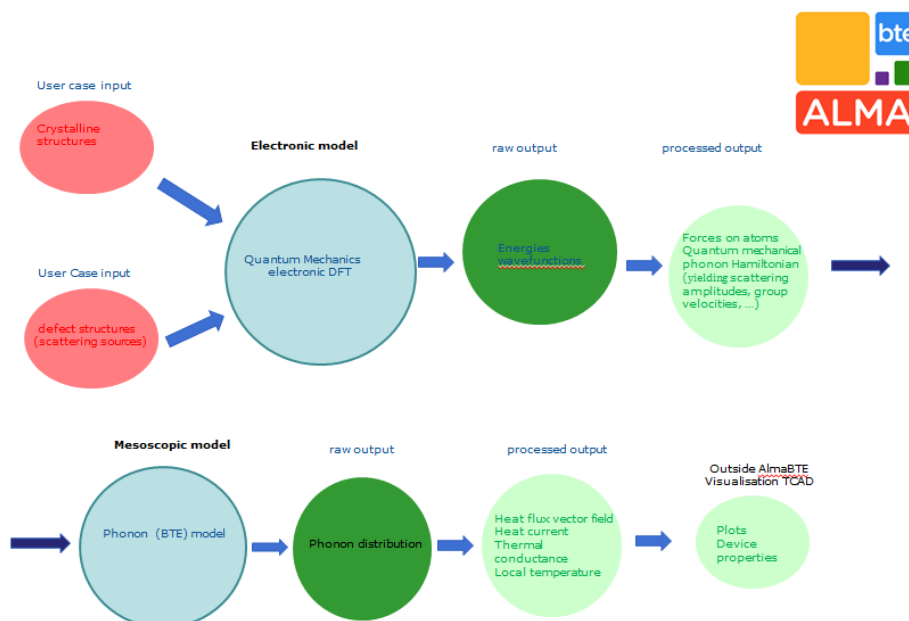 bte
ALMA
User case input
Crystalline
structures
Electronic model
raw output
processed output
Quantum Mechanics
electronic DFT
Energies
wavefunctions
Forces on atoms
Quantum mechanical
phonon Hamiltonian
(yielding scattering
amplitudes, group
velocities, ...)
User Case input
defect structures
(scattering sources)
Mesoscopic model
raw output
processed output
Outside AlmaBTE
Visualisation TCAD
Phonon (BTE) model
Phonon distribution
Heat flux vector field
Heat current
Thermal
conductance
Local temperature
Plots
Device
properties